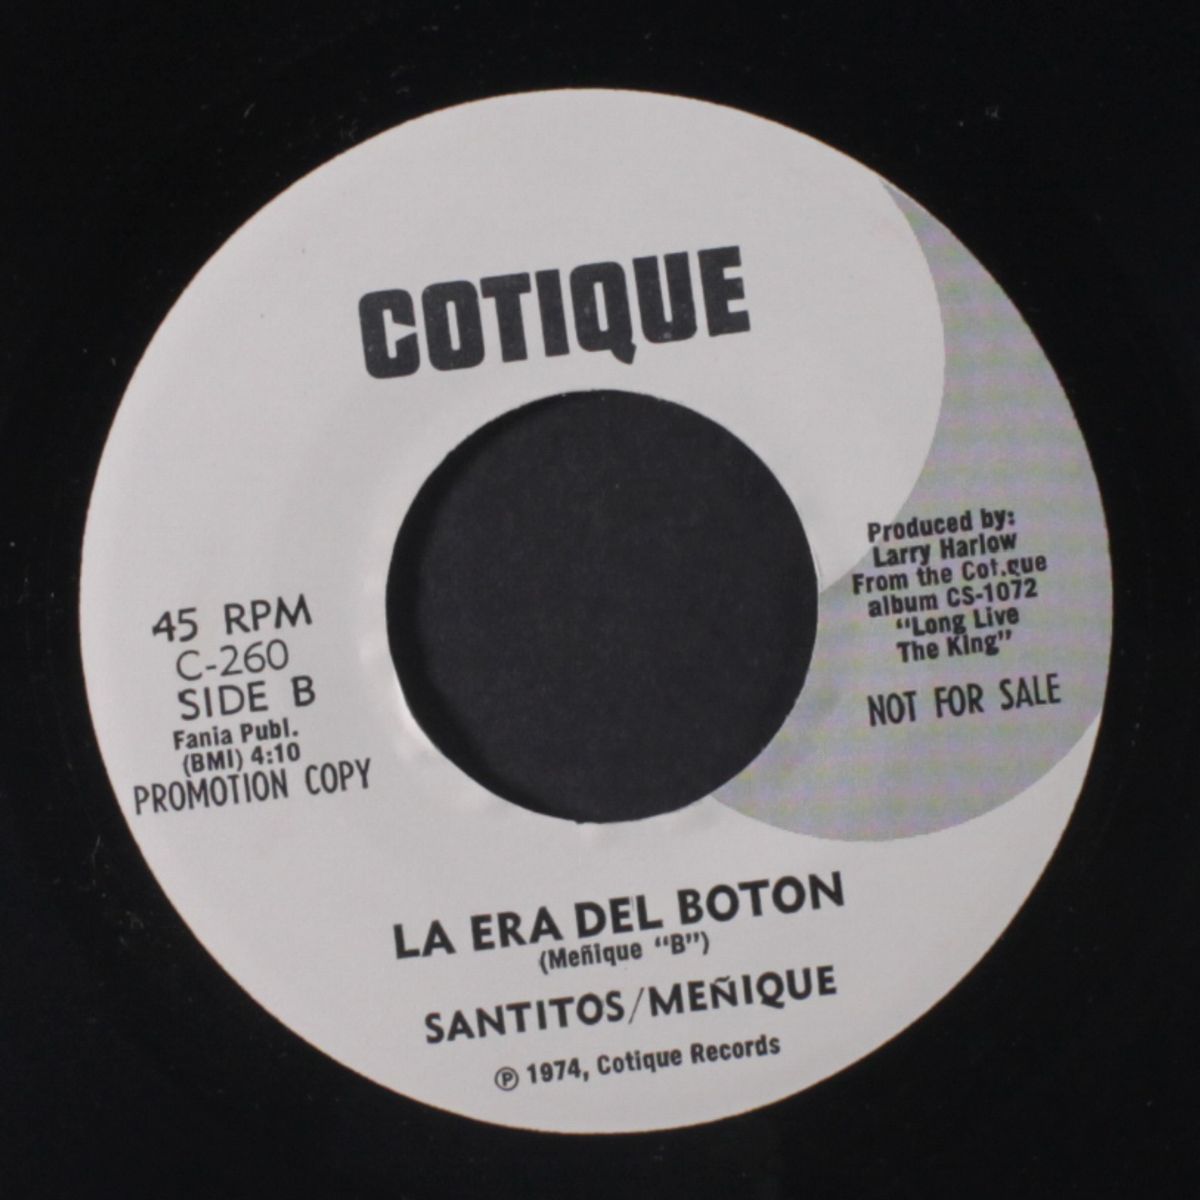 COTIQUE
Produced by:
Larry Harlow
From the Cot.que
album CS-1072
"Long Live
The King"
NOT FOR SALE
45 RPM
C-260
SIDE B
Fania Publ.
(BMI) 4:10
PROMOTION COPY
LA ERA DEL BOTON
(Meñique "B")
SANTITOS/MEÑIQUE
Ⓟ 1974, Cotique Records